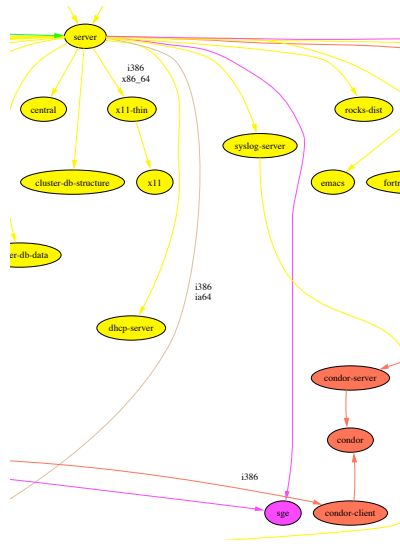 server
i386
x86_64
central
x11-thin
rocks-dist
syslog-server
cluster-db-structure
x11
emacs
fortr
er-db-data
i386
ia64
dhcp-server
condor-server
condor
i386
sge
condor-client